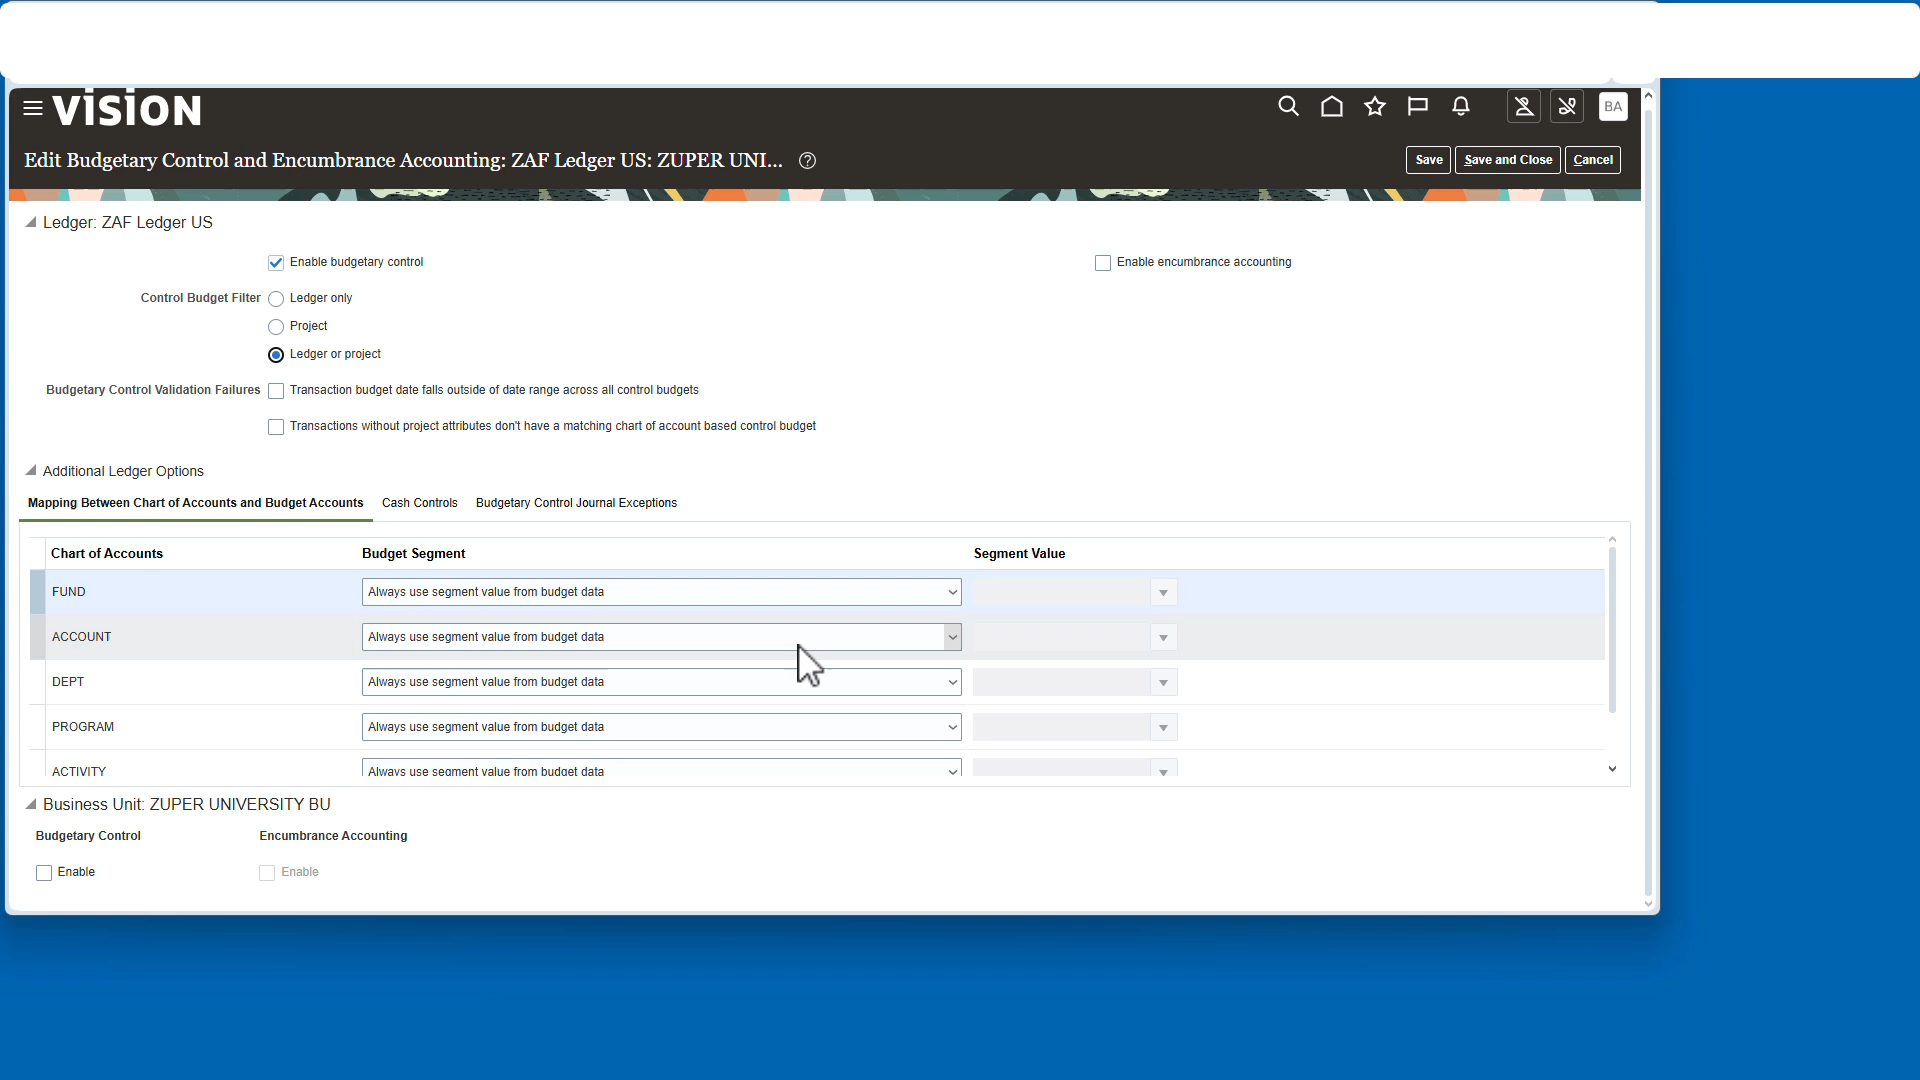 VISION
BA
Edit Budgetary Control and Encumbrance Accounting: ZAF Ledger US: ZUPER UNI... ?
Save Save and Close Cancel
Ledger: ZAF Ledger US
Enable budgetary control
Enable encumbrance accounting
Control Budget Filter Ledger only
Project
Ledger or project
Budgetary Control Validation Failures Transaction budget date falls outside of date range across all control budgets
Transactions without project attributes don't have a matching chart of account based control budget
Additional Ledger Options
Mapping Between Chart of Accounts and Budget Accounts Cash Controls Budgetary Control Journal Exceptions
Chart of Accounts Budget Segment Segment Value
FUND Always use segment value from budget data
ACCOUNT Always use segment value from budget data
DEPT Always use segment value from budget data
PROGRAM Always use segment value from budget data
ACTIVITY Always use segment value from budget data
Business Unit: ZUPER UNIVERSITY BU
Budgetary Control Encumbrance Accounting
Enable Enable